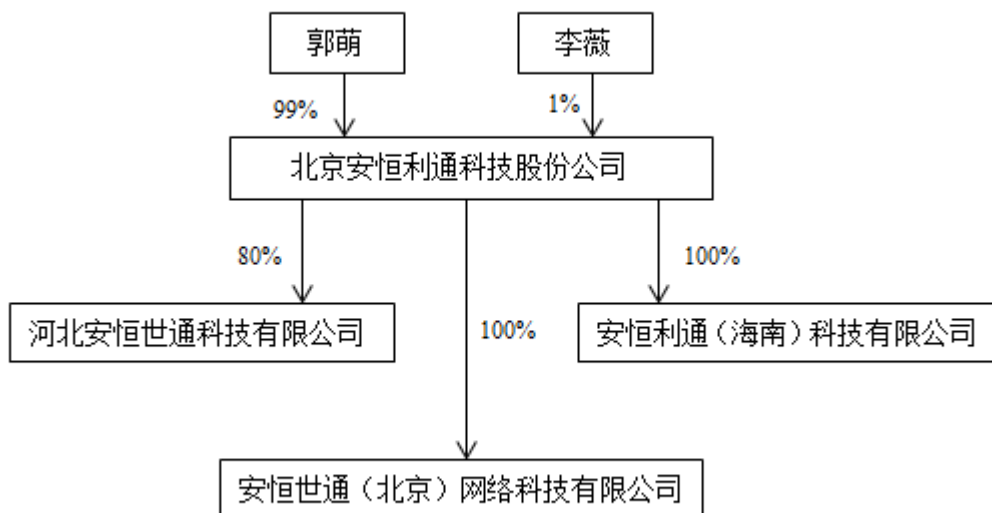 郭萌
李薇
99%
1%
北京安恒利通科技股份公司
80%
100%
100%
河北安恒世通科技有限公司
安恒利通（海南）科技有限公司
安恒世通（北京）网络科技有限公司